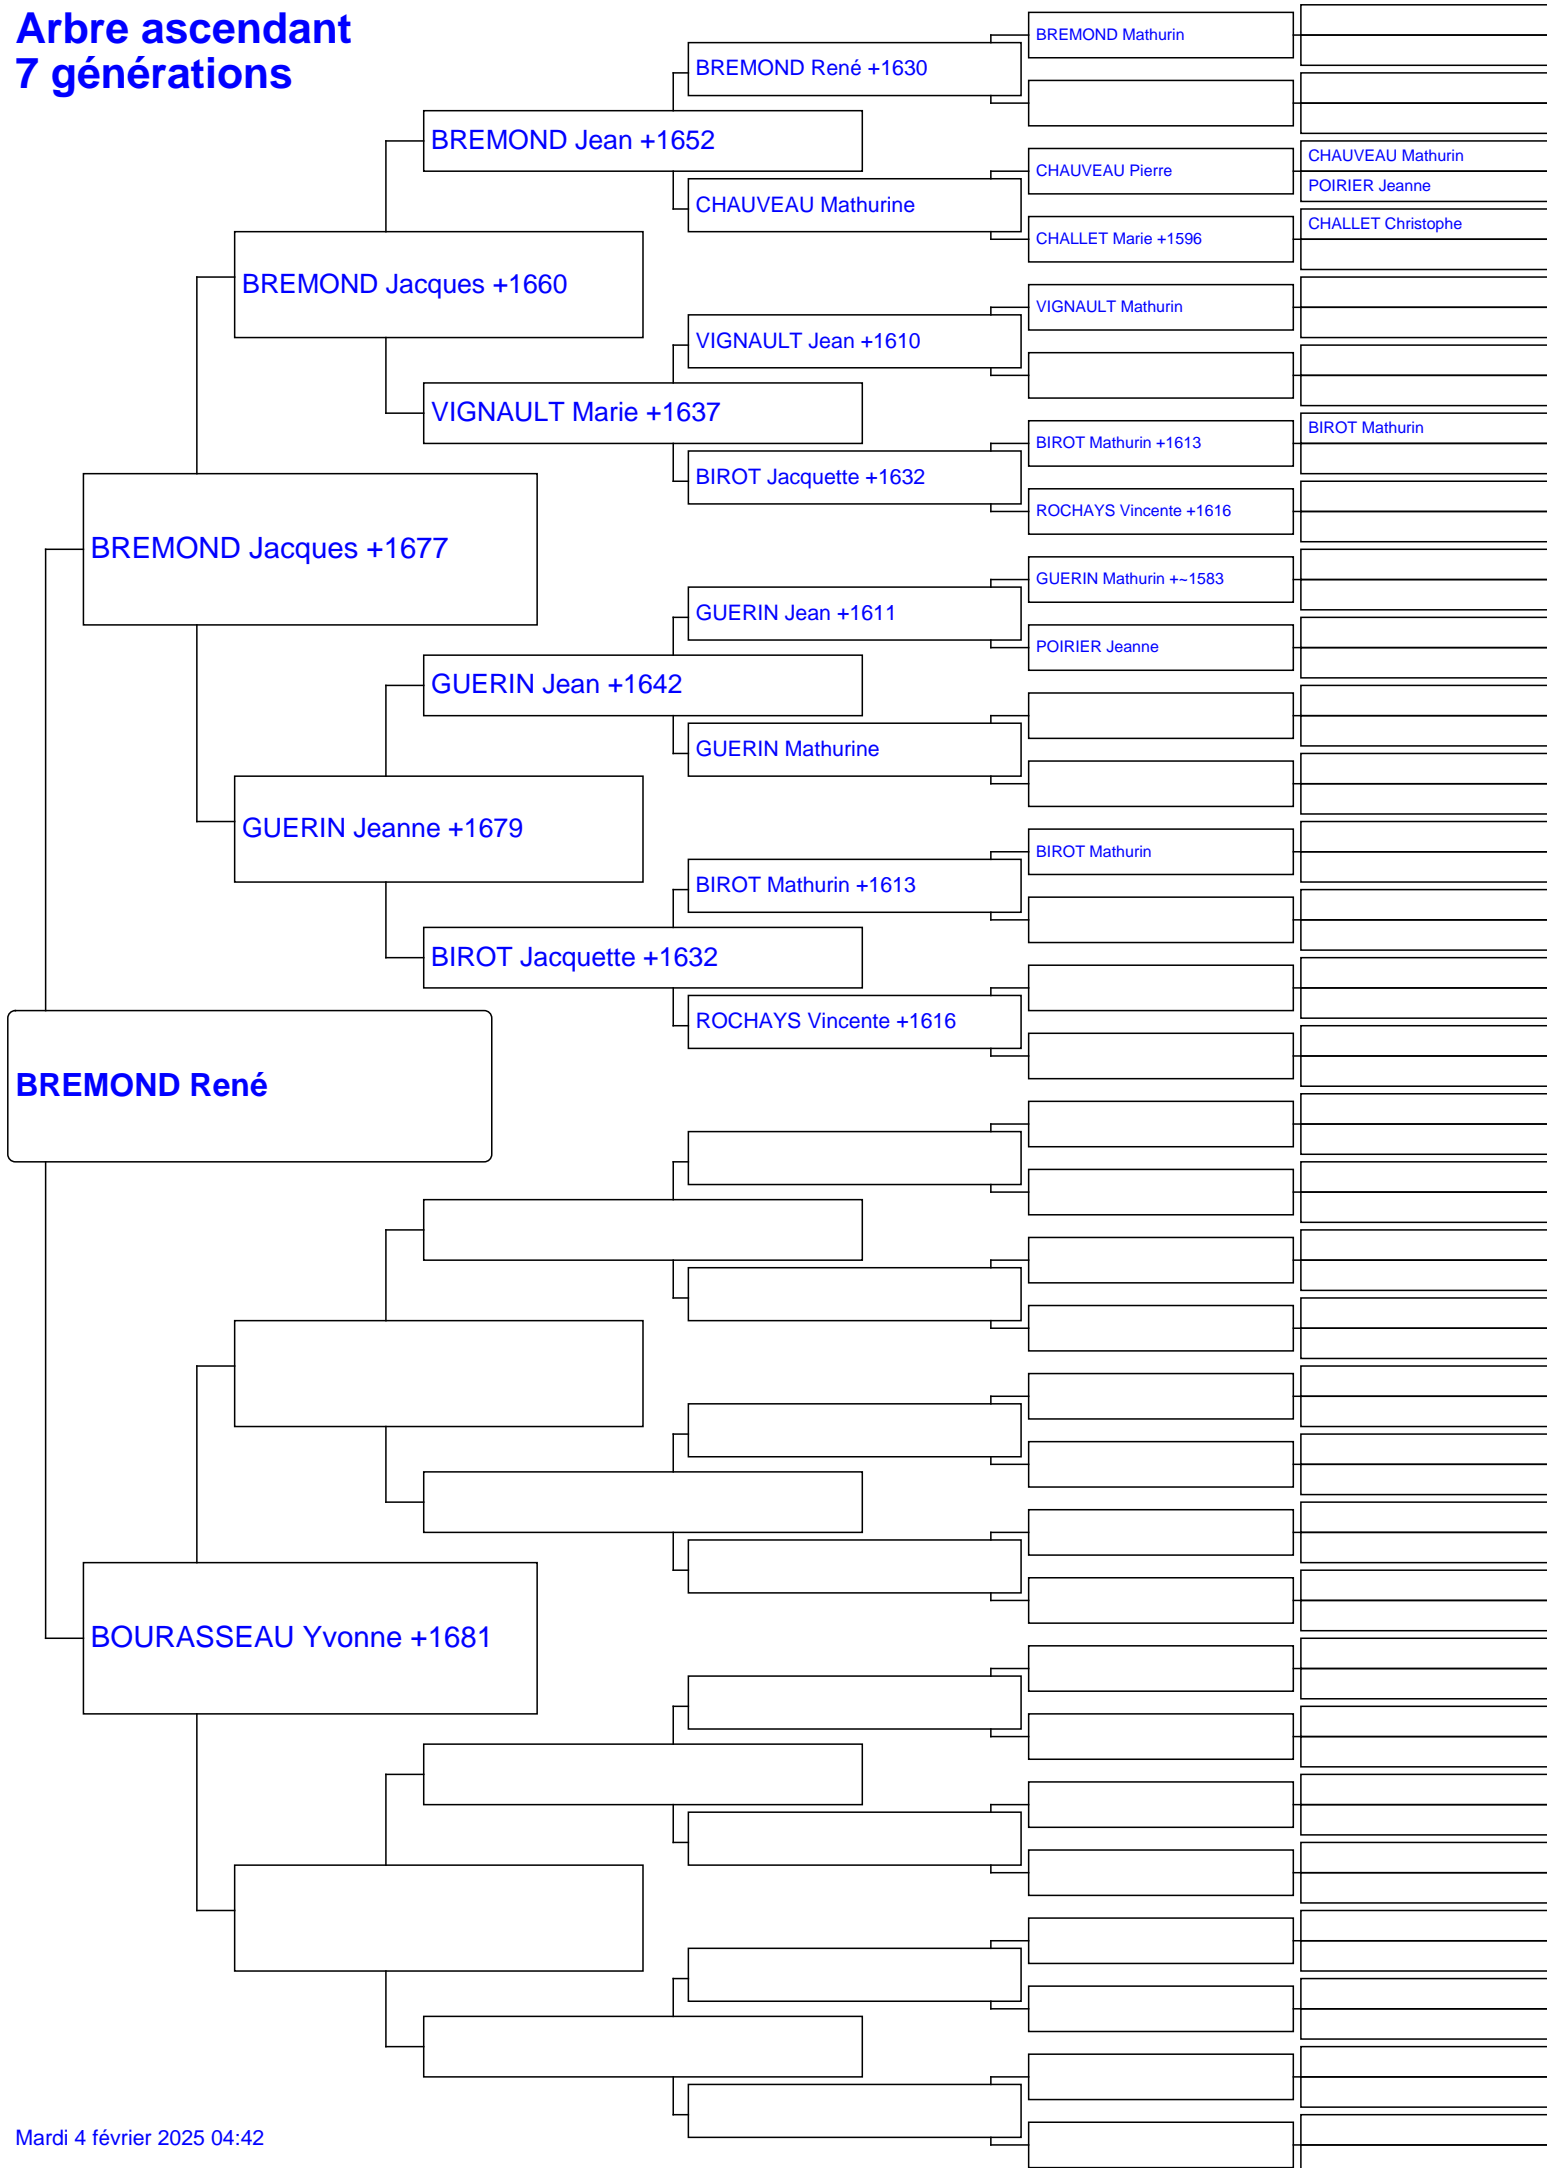 Arbre ascendant
7 générations
BREMOND René
BREMOND Jacques +1677
BOURASSEAU Yvonne +1681
BREMOND Jacques +1660
GUERIN Jeanne +1679
BREMOND Jean +1652
VIGNAULT Marie +1637
GUERIN Jean +1642
BIROT Jacquette +1632
BREMOND René +1630
CHAUVEAU Mathurine
VIGNAULT Jean +1610
BIROT Jacquette +1632
GUERIN Jean +1611
GUERIN Mathurine
BIROT Mathurin +1613
ROCHAYS Vincente +1616
BREMOND Mathurin
CHAUVEAU Pierre
CHALLET Marie +1596
VIGNAULT Mathurin
BIROT Mathurin +1613
ROCHAYS Vincente +1616
GUERIN Mathurin +~1583
POIRIER Jeanne
BIROT Mathurin
CHAUVEAU Mathurin
POIRIER Jeanne
CHALLET Christophe
BIROT Mathurin
Mardi 4 février 2025 04:42